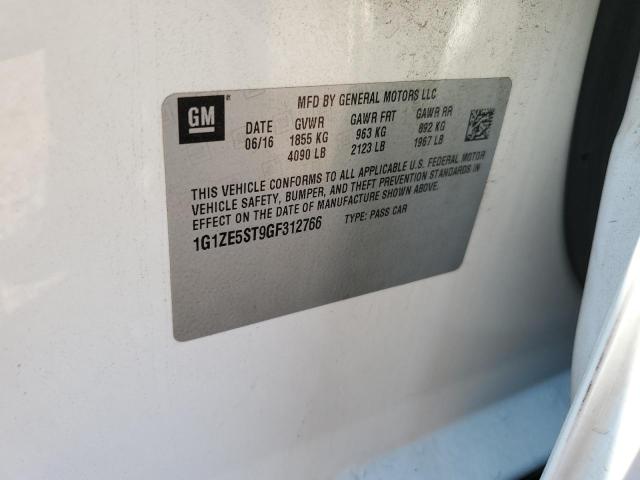 GM
MFD BY GENERAL MOTORS LLC
DATE GVWR GAWR FRT GAWR RR
06/16 1855 KG 963 KG 892 KG
4090 LB 2123 LB 1967 LB
THIS VEHICLE CONFORMS TO ALL APPLICABLE U.S. FEDERAL MOTOR
VEHICLE SAFETY, BUMPER, AND THEFT PREVENTION STANDARDS IN
EFFECT ON THE DATE OF MANUFACTURE SHOWN ABOVE.
1G1ZE5ST9GF312766 TYPE: PASS CAR